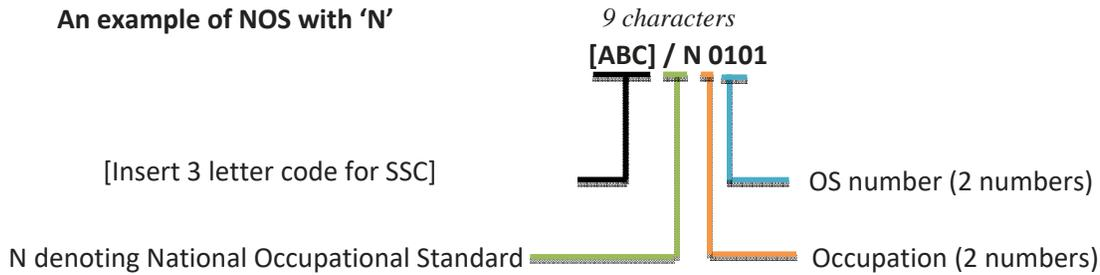 An example of NOS with ‘N’
9 characters
[ABC] / N 0101
[Insert 3 letter code for SSC]
OS number (2 numbers)
N denoting National Occupational Standard
Occupation (2 numbers)